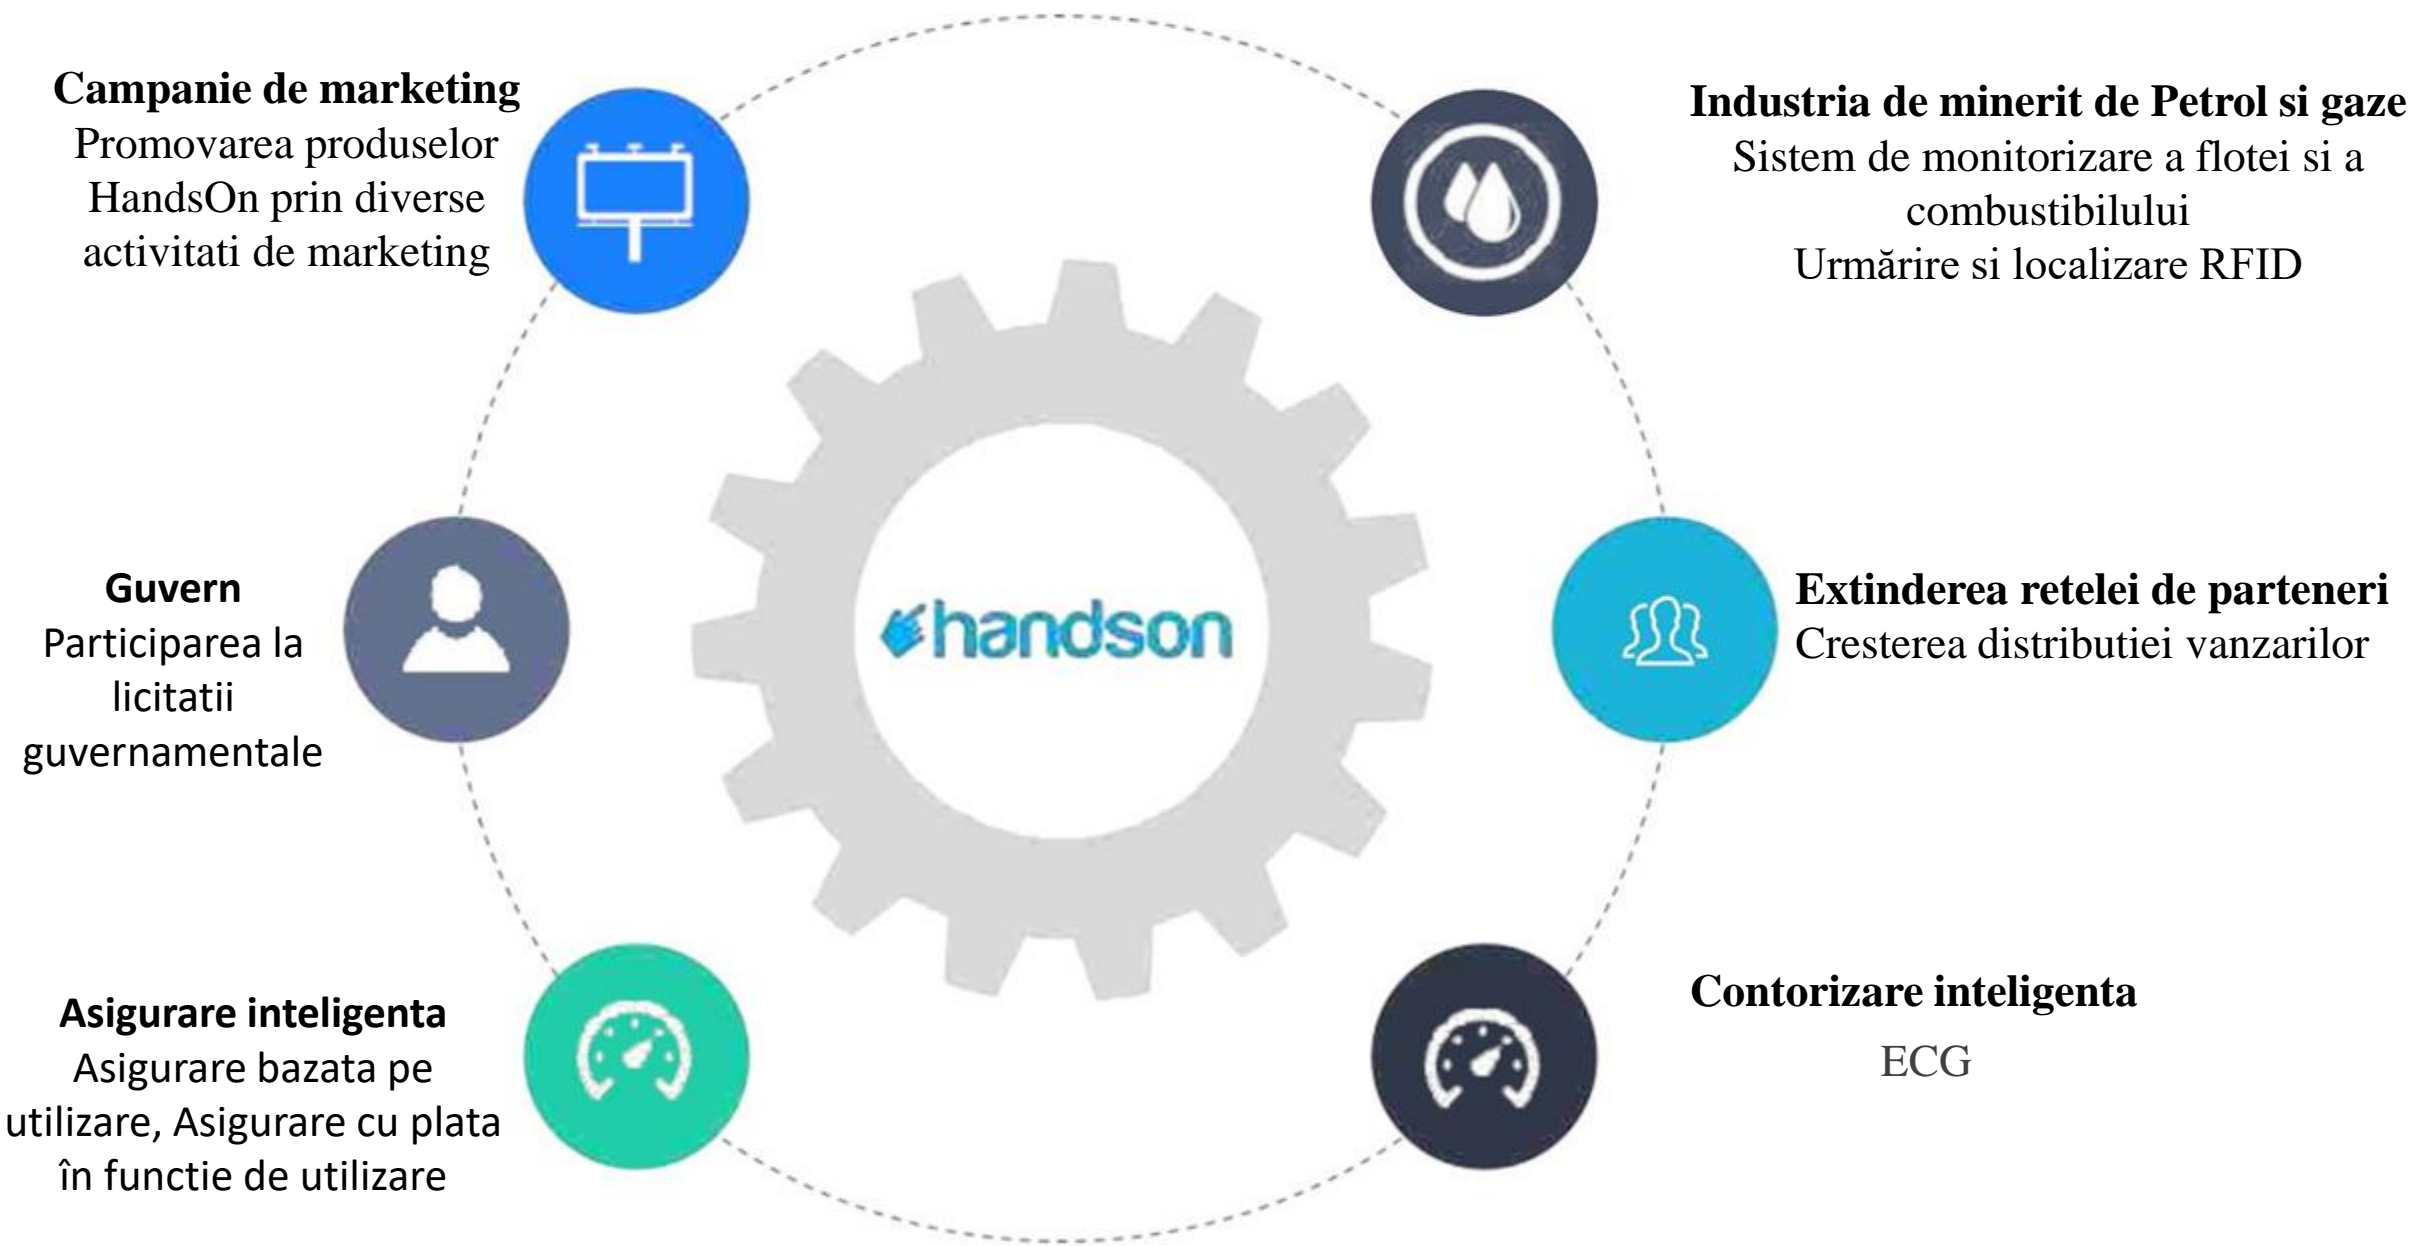 Campanie de marketing
Promovarea produselor
HandsOn prin diverse
activitati de marketing
Industria de minerit de Petrol si gaze
Sistem de monitorizare a flotei si a
combustibilului
Urmărire si localizare RFID
Guvern
Participarea la
licitatii
guvernamentale
handson
Extinderea retelei de parteneri
Cresterea distributiei vanzarilor
Asigurare inteligenta
Asigurare bazata pe
utilizare, Asigurare cu plata
în functie de utilizare
Contorizare inteligenta
ECG